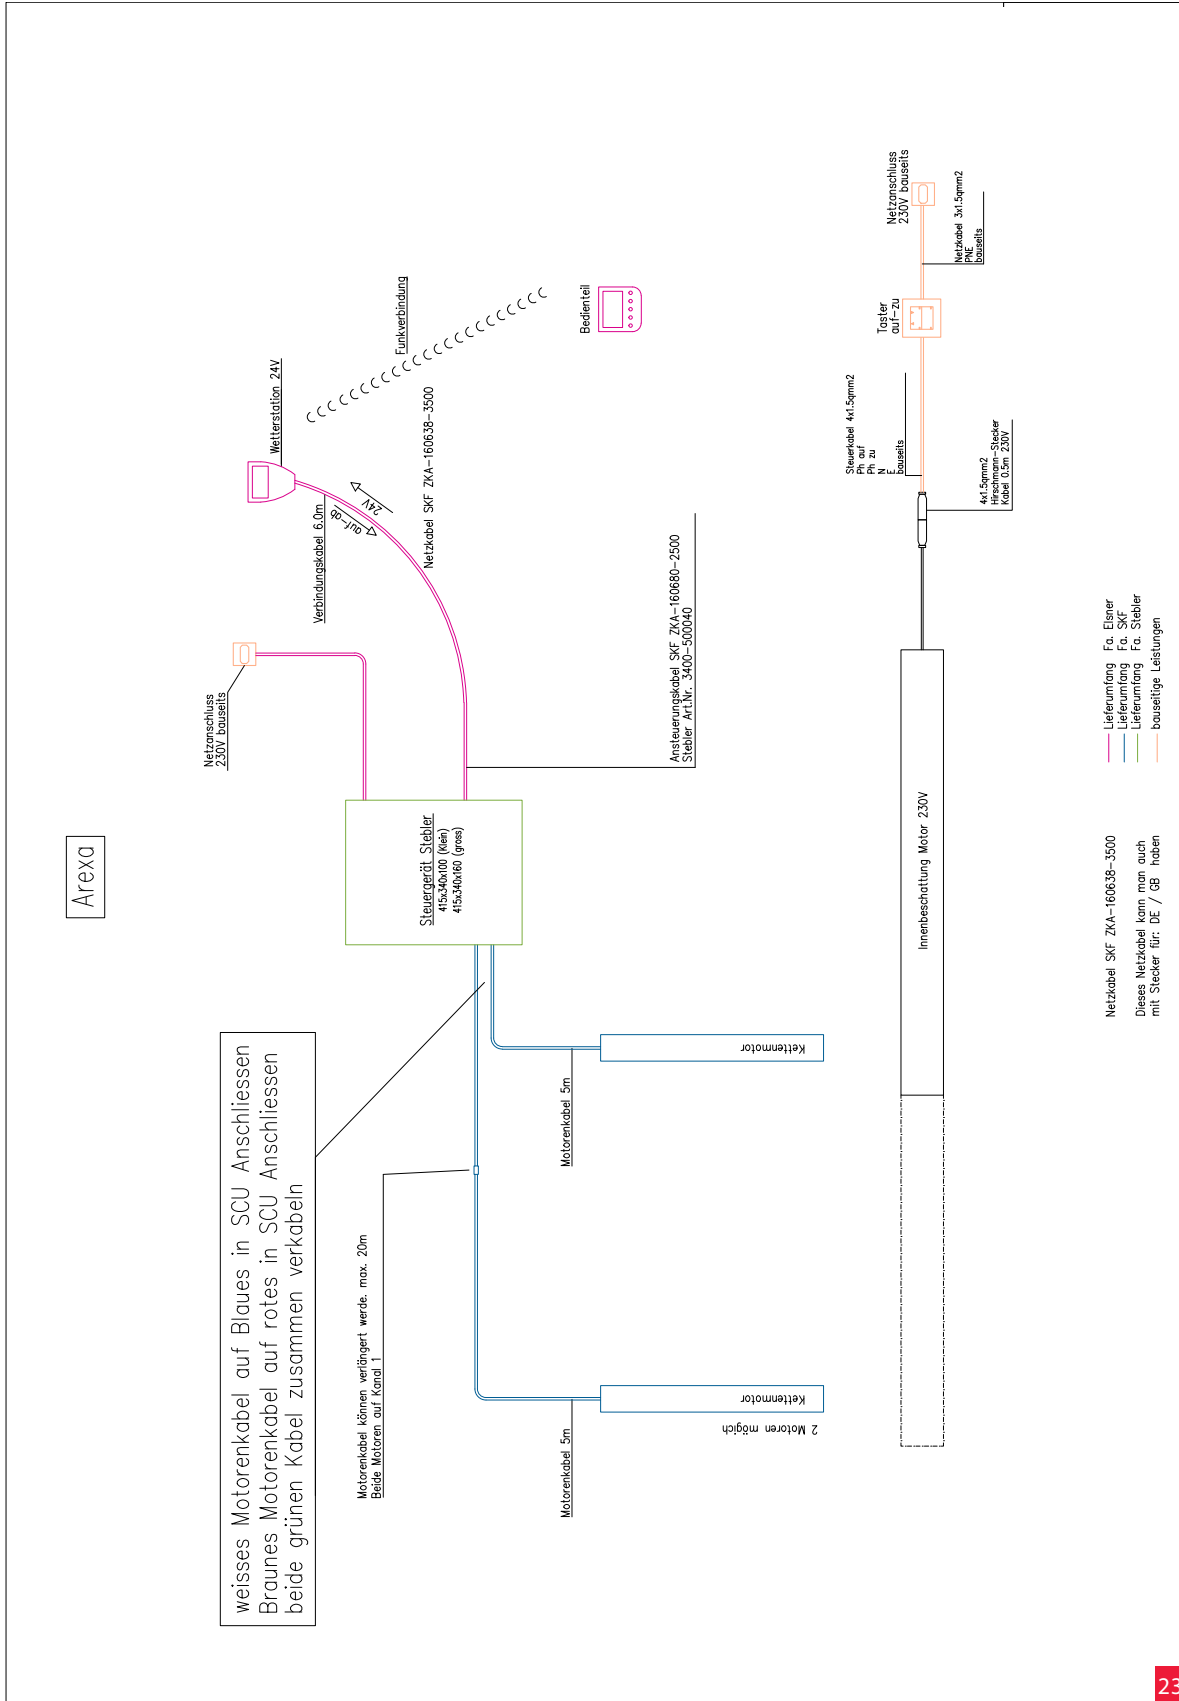 Arexa
weisses Motorenkabel auf Blaues in SCU Anschliessen
Braunes Motorenkabel auf rotes in SCU Anschliessen
beide grünen Kabel zusammen verkabeln
Netzanschluss
230V bauseits
Wetterstation 24V
Verbindungskabel 6.0m
auf-ab
24V
Funkverbindung
Netzkabel SKF ZKA-160638-3500
Bedienteil
Steuergerät Stebler
415x340x100 (klein)
415x340x160 (gross)
Ansteuerungskabel SKF ZKA-160680-2500
Stebler Art.Nr. 3400-500040
Motorenkabel können verlängert werde. max. 20m
Beide Motoren auf Kanal 1
Motorenkabel 5m
Kettenmotor
Motorenkabel 5m
Kettenmotor
2 Motoren mögich
Netzanschluss
230V bauseits
Netzkabel 3x1.5qmm2
PNE
bauseits
Taster
auf-zu
Steuerkabel 4x1.5qmm2
Ph auf
Ph zu
N
E
bauseits
4x1.5qmm2
Hirschmann-Stecker
Kabel 0.5m 230V
Innenbeschattung Motor 230V
Lieferumfang Fa. Elsner
Lieferumfang Fa. SKF
Lieferumfang Fa. Stebler
bauseitige Leistungen
Netzkabel SKF ZKA-160638-3500
Dieses Netzkabel kann man auch
mit Stecker für: DE / GB haben
23